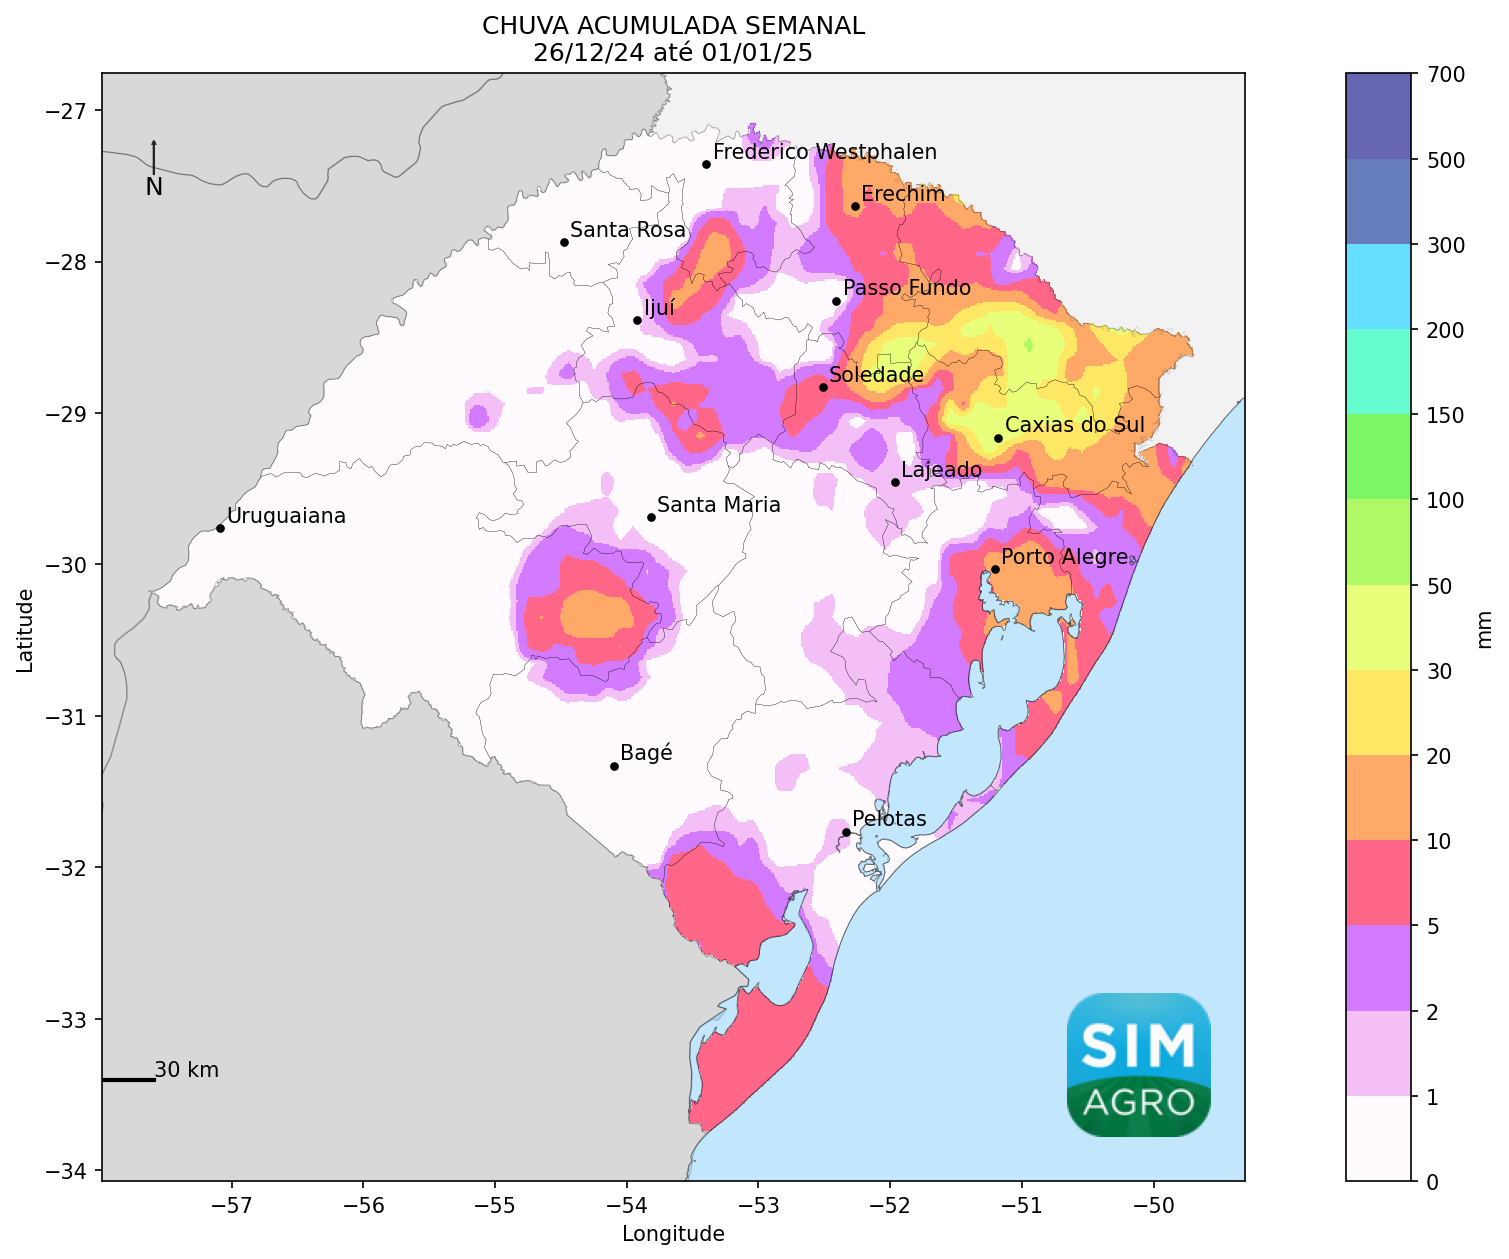 CHUVA ACUMULADA SEMANAL
26/12/24 até 01/01/25
N
Frederico Westphalen
Erechim
Santa Rosa
Passo Fundo
Ijuí
Soledade
Caxias do Sul
Lajeado
Santa Maria
Uruguaiana
Porto Alegre
Bagé
Pelotas
30 km
SIM
AGRO
−27
−28
−29
−30
−31
−32
−33
−34
Latitude
−57
−56
−55
−54
−53
−52
−51
−50
Longitude
700
500
300
200
150
100
50
30
20
10
5
2
1
0
mm